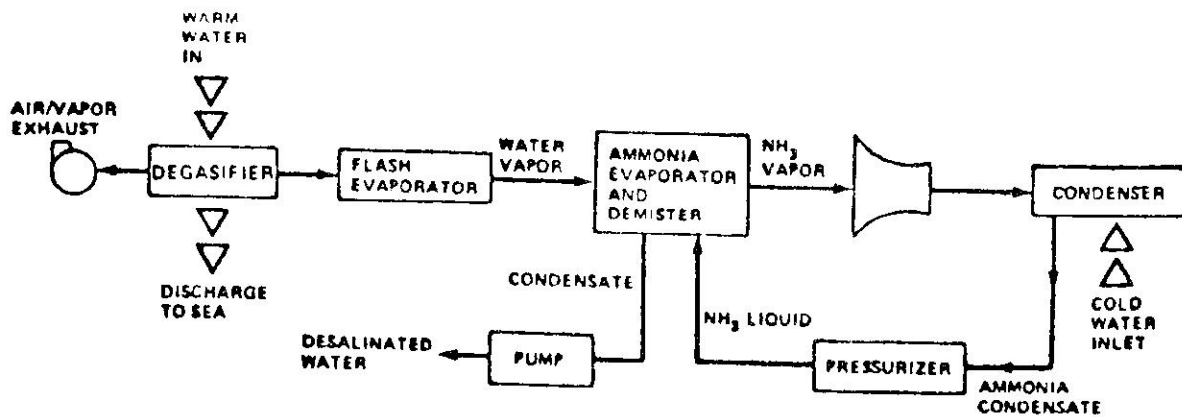 WARM
WATER
IN
AIR/VAPOR
EXHAUST
DEGASIFIER
DISCHARGE
TO SEA
FLASH
EVAPORATOR
WATER
VAPOR
AMMONIA
EVAPORATOR
AND
DEMISTER
NH₃
VAPOR
CONDENSER
COLD
WATER
INLET
CONDENSATE
NH₃ LIQUID
DESALINATED
WATER
PUMP
PRESSURIZER
AMMONIA
CONDENSATE